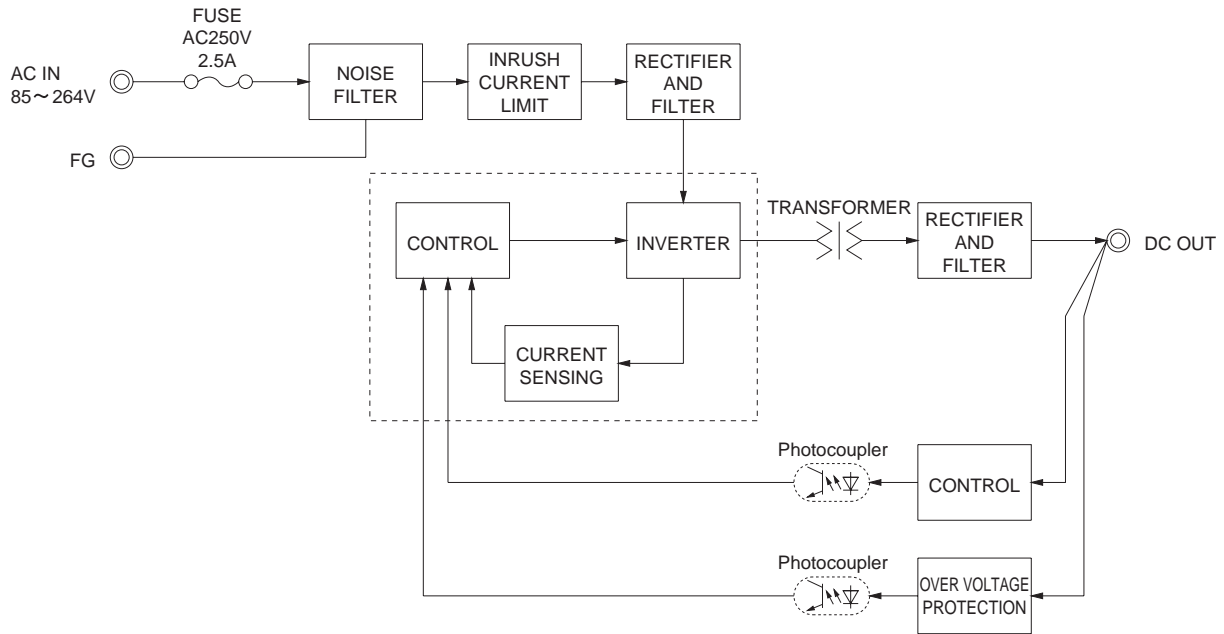 FUSE
AC250V
2.5A
AC IN
85～264V
NOISE
FILTER
INRUSH
CURRENT
LIMIT
RECTIFIER
AND
FILTER
FG
CONTROL
INVERTER
TRANSFORMER
RECTIFIER
AND
FILTER
DC OUT
CURRENT
SENSING
Photocoupler
CONTROL
Photocoupler
OVER VOLTAGE
PROTECTION